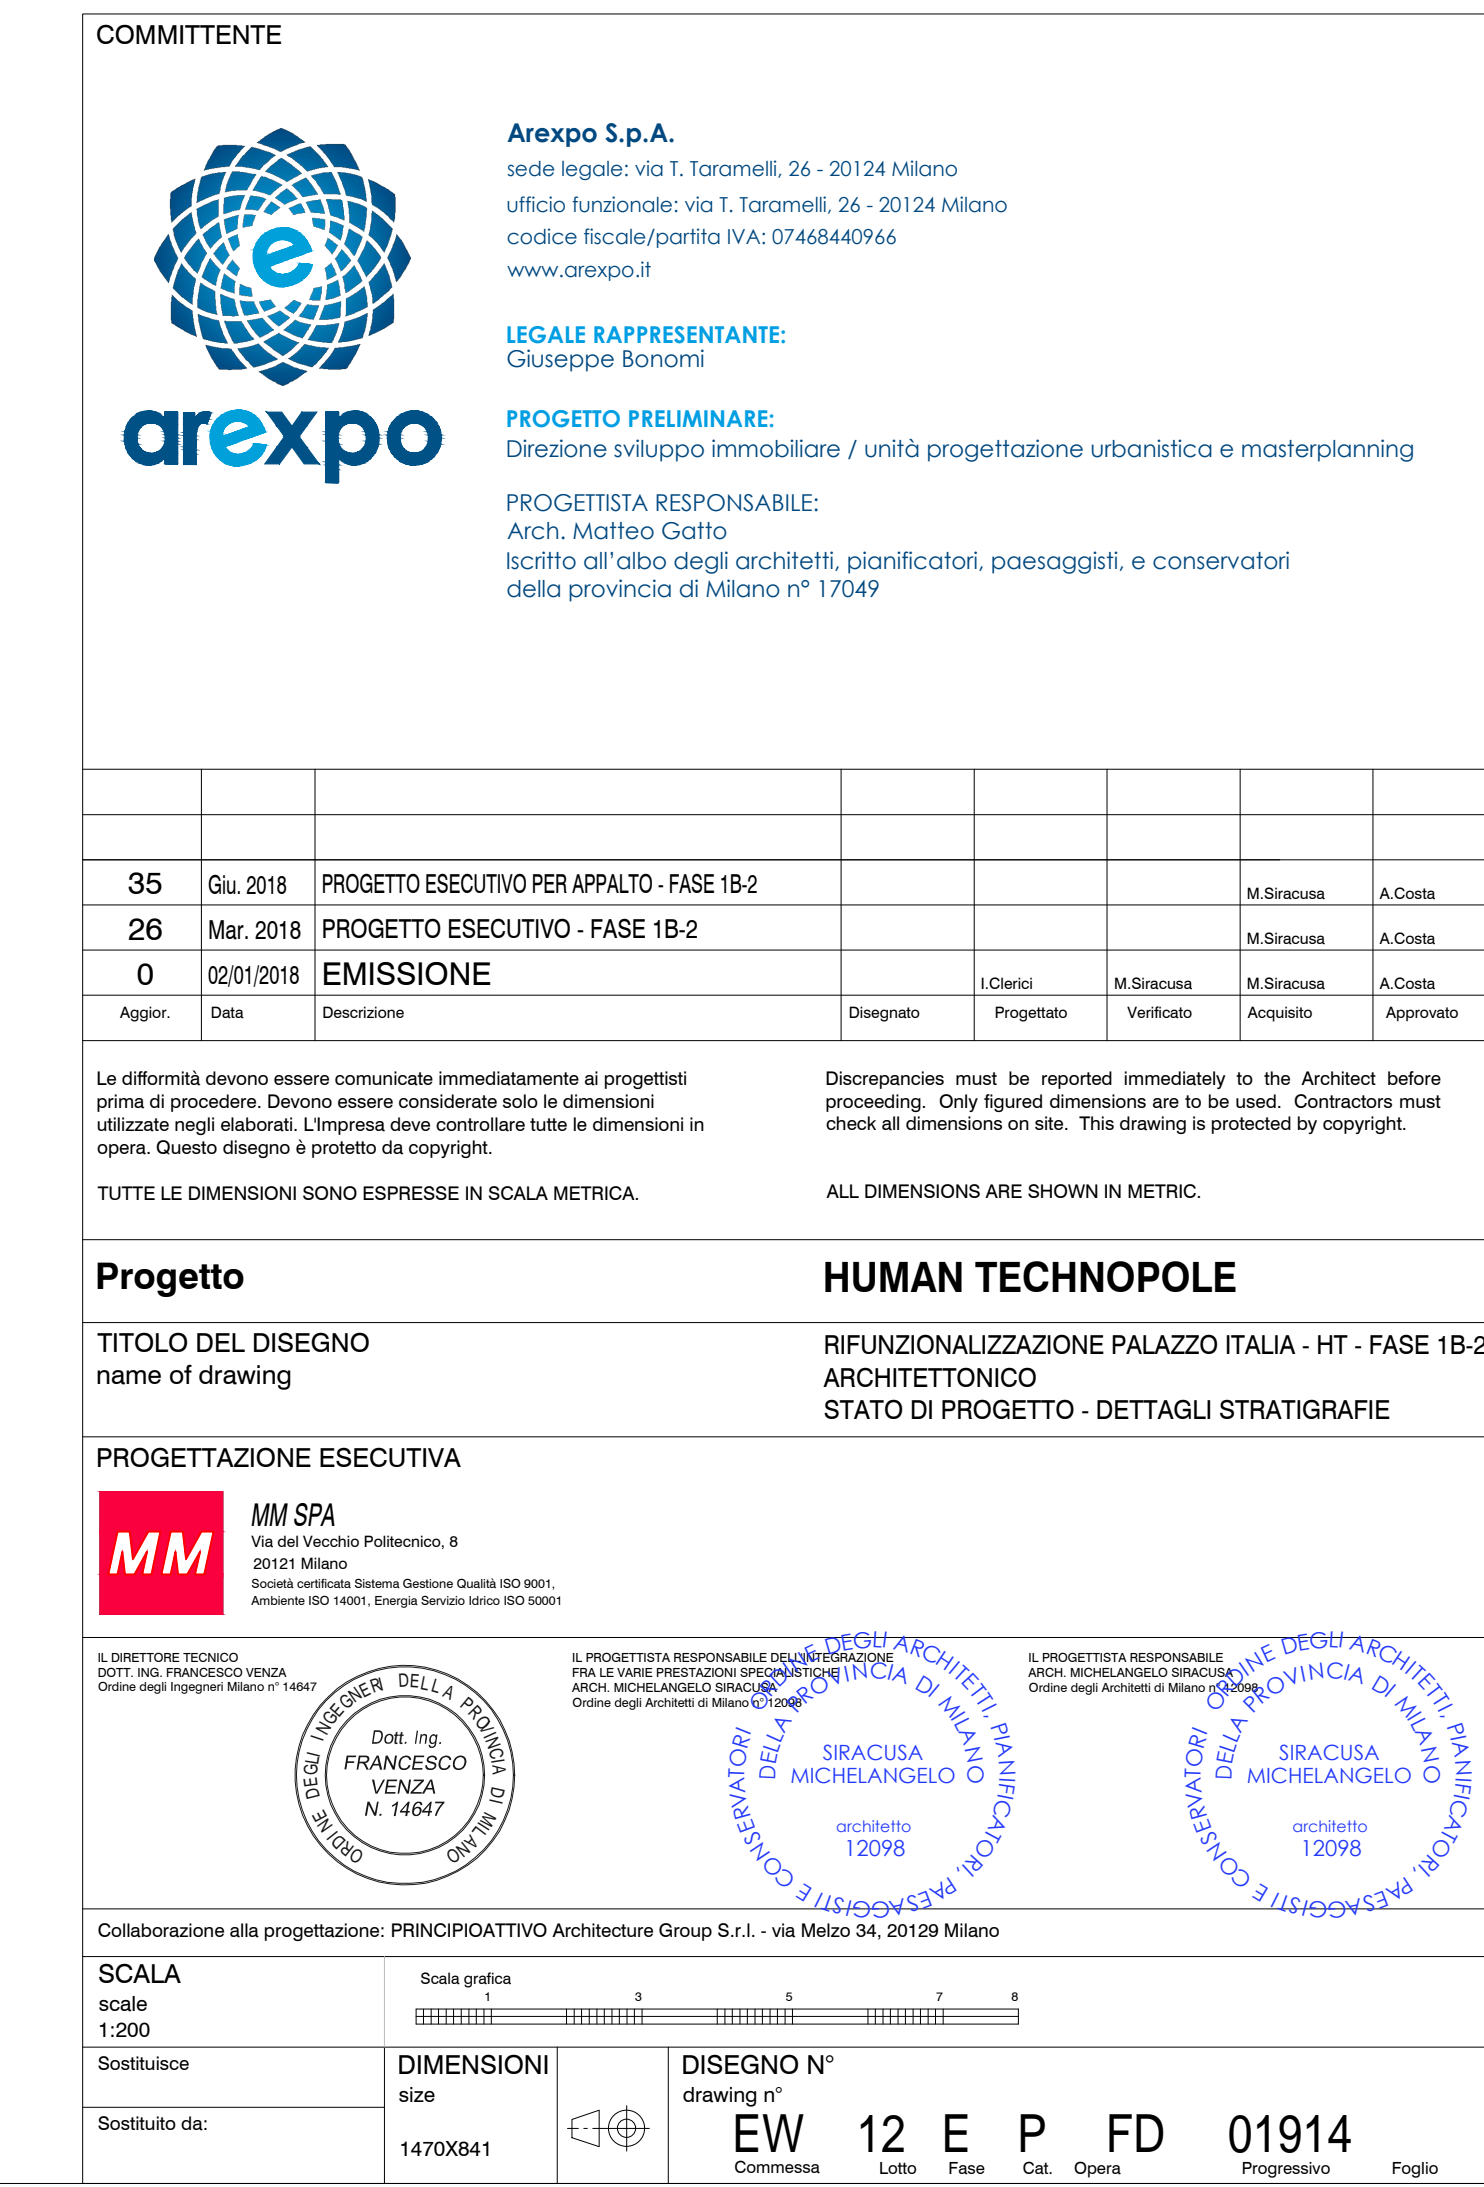 COMMITTENTE
e
arexpo
Arexpo S.p.A.
sede legale: via T. Taramelli, 26 - 20124 Milano
ufficio funzionale: via T. Taramelli, 26 - 20124 Milano
codice fiscale/partita IVA: 07468440966
www.arexpo.it
LEGALE RAPPRESENTANTE:
Giuseppe Bonomi
PROGETTO PRELIMINARE:
Direzione sviluppo immobiliare / unità progettazione urbanistica e masterplanning
PROGETTISTA RESPONSABILE:
Arch. Matteo Gatto
Iscritto all'albo degli architetti, pianificatori, paesaggisti, e conservatori
della provincia di Milano n° 17049
35 Giu. 2018 PROGETTO ESECUTIVO PER APPALTO - FASE 1B-2 M.Siracusa A.Costa
26 Mar. 2018 PROGETTO ESECUTIVO - FASE 1B-2 M.Siracusa A.Costa
0 02/01/2018 EMISSIONE I.Clerici M.Siracusa M.Siracusa A.Costa
Aggior. Data Descrizione Disegnato Progettato Verificato Acquisito Approvato
Le difformità devono essere comunicate immediatamente ai progettisti
prima di procedere. Devono essere considerate solo le dimensioni
utilizzate negli elaborati. L'Impresa deve controllare tutte le dimensioni in
opera. Questo disegno è protetto da copyright.
TUTTE LE DIMENSIONI SONO ESPRESSE IN SCALA METRICA.
Discrepancies must be reported immediately to the Architect before
proceeding. Only figured dimensions are to be used. Contractors must
check all dimensions on site. This drawing is protected by copyright.
ALL DIMENSIONS ARE SHOWN IN METRIC.
Progetto HUMAN TECHNOPOLE
TITOLO DEL DISEGNO
name of drawing
RIFUNZIONALIZZAZIONE PALAZZO ITALIA - HT - FASE 1B-2
ARCHITETTONICO
STATO DI PROGETTO - DETTAGLI STRATIGRAFIE
PROGETTAZIONE ESECUTIVA
MM
MM SPA
Via del Vecchio Politecnico, 8
20121 Milano
Società certificata Sistema Gestione Qualità ISO 9001,
Ambiente ISO 14001, Energia Servizio Idrico ISO 50001
IL DIRETTORE TECNICO
DOTT. ING. FRANCESCO VENZA
Ordine degli Ingegneri Milano n° 14647
ORDINE DEGLI INGEGNERI DELLA PROVINCIA DI MILANO
Dott. Ing.
FRANCESCO
VENZA
N. 14647
IL PROGETTISTA RESPONSABILE DELL'INTEGRAZIONE
FRA LE VARIE PRESTAZIONI SPECIALISTICHE
ARCH. MICHELANGELO SIRACUSA
Ordine degli Architetti di Milano n° 12098
ORDINE DEGLI ARCHITETTI, PIANIFICATORI, PAESAGGISTI E CONSERVATORI
DELLA PROVINCIA DI MILANO
SIRACUSA
MICHELANGELO
architetto
12098
IL PROGETTISTA RESPONSABILE
ARCH. MICHELANGELO SIRACUSA
Ordine degli Architetti di Milano n° 12098
ORDINE DEGLI ARCHITETTI, PIANIFICATORI, PAESAGGISTI E CONSERVATORI
DELLA PROVINCIA DI MILANO
SIRACUSA
MICHELANGELO
architetto
12098
Collaborazione alla progettazione: PRINCIPIOATTIVO Architecture Group S.r.l. - via Melzo 34, 20129 Milano
SCALA
scale
1:200
Scala grafica
1 3 5 7 8
Sostituisce
Sostituito da:
DIMENSIONI
size
1470X841
DISEGNO N°
drawing n°
EW 12 E P FD 01914
Commessa Lotto Fase Cat. Opera Progressivo Foglio